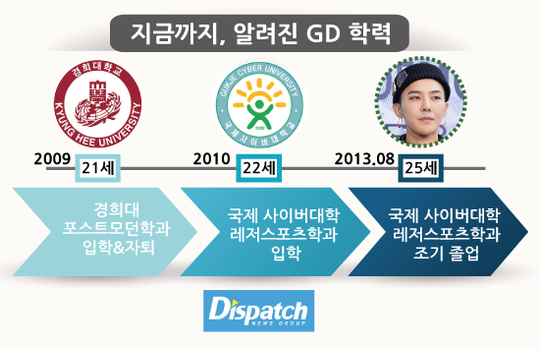 지금까지, 알려진 GD 학력
경희대학교
KYUNG HEE UNIVERSITY
GUKJE CYBER UNIVERSITY
국제사이버대학교
2009
21세
2010
22세
2013.08
25세
경희대
포스트모던학과
입학&자퇴
국제 사이버대학
레저스포츠학과
입학
국제 사이버대학
레저스포츠학과
조기 졸업
Dispatch
NEWS GROUP